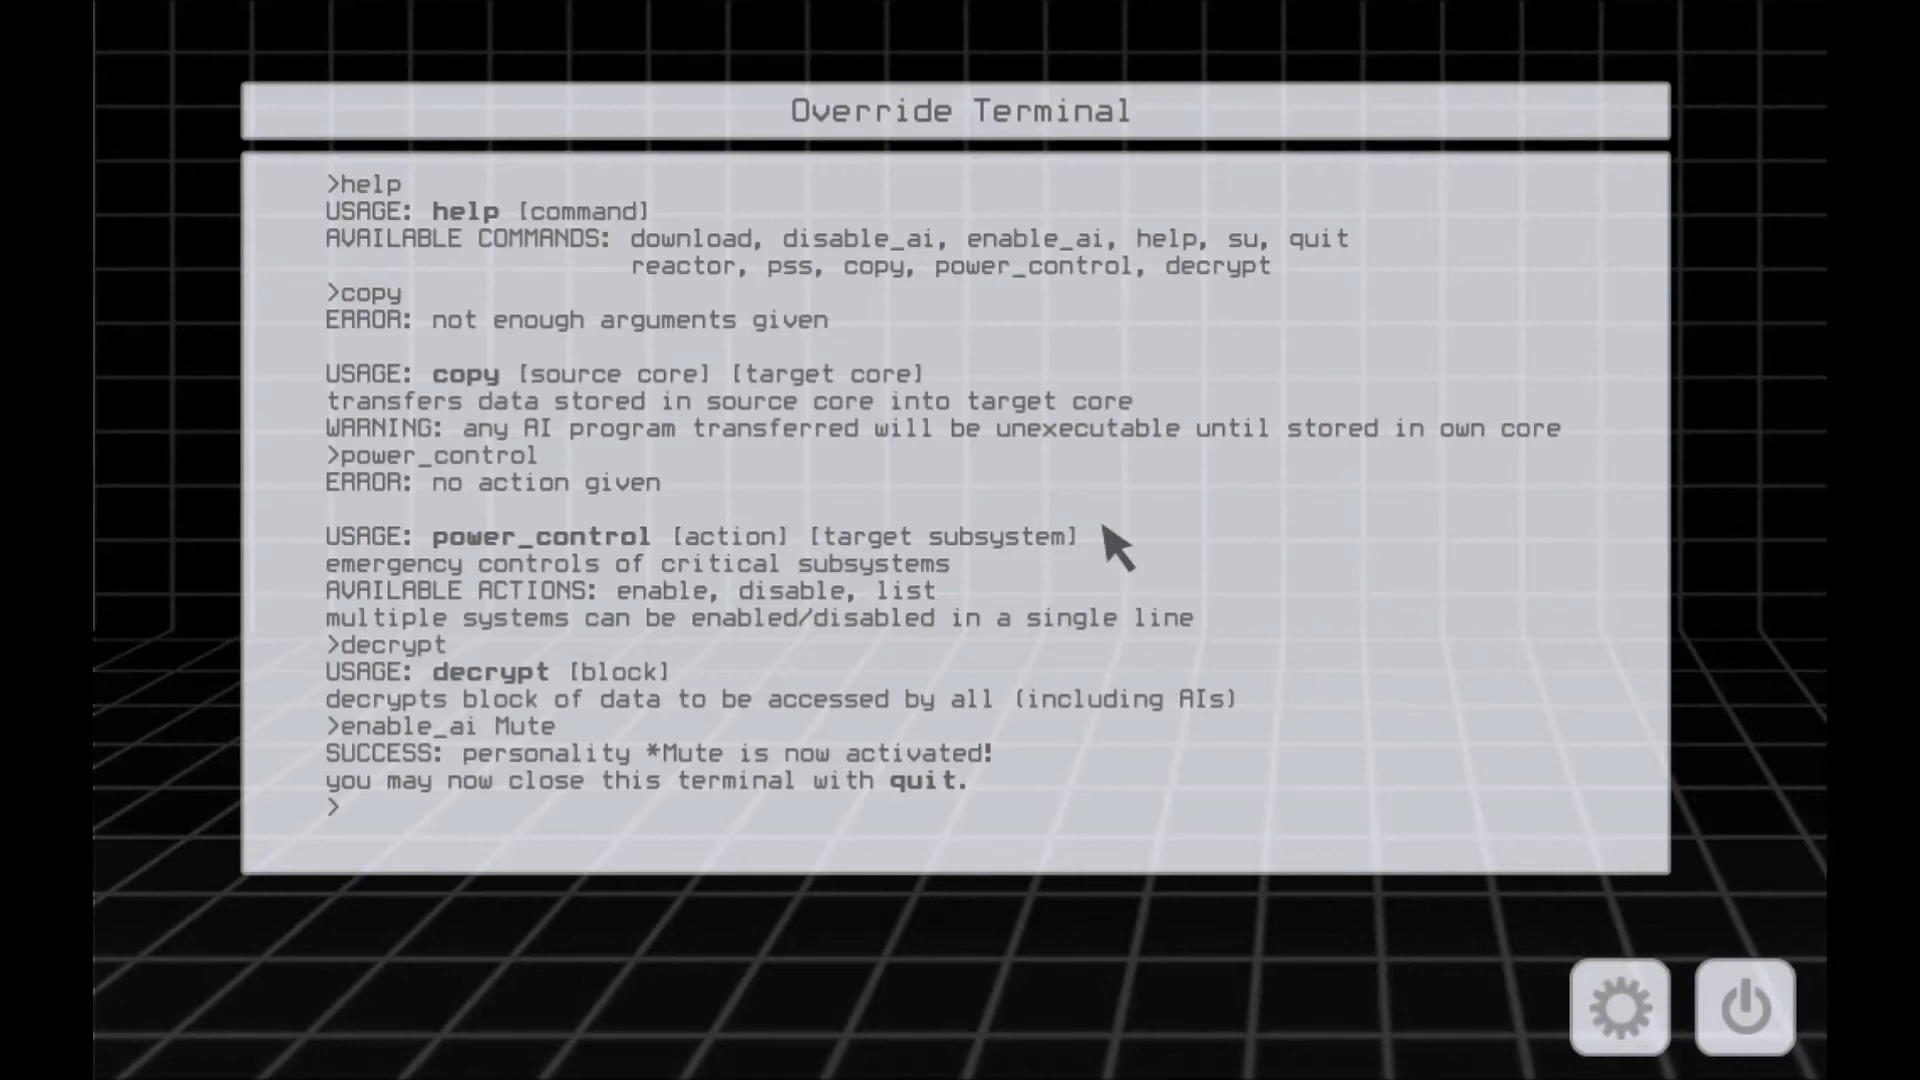 Override Terminal
>help
USAGE: help [command]
AVAILABLE COMMANDS: download, disable_ai, enable_ai, help, su, quit
reactor, pss, copy, power_control, decrypt
>copy
ERROR: not enough arguments given
USAGE: copy [source core] [target core]
transfers data stored in source core into target core
WARNING: any AI program transferred will be unexecutable until stored in own core
>power_control
ERROR: no action given
USAGE: power_control [action] [target subsystem]
emergency controls of critical subsystems
AVAILABLE ACTIONS: enable, disable, list
multiple systems can be enabled/disabled in a single line
>decrypt
USAGE: decrypt [block]
decrypts block of data to be accessed by all (including AIs)
>enable_ai Mute
SUCCESS: personality *Mute is now activated!
you may now close this terminal with quit.
>